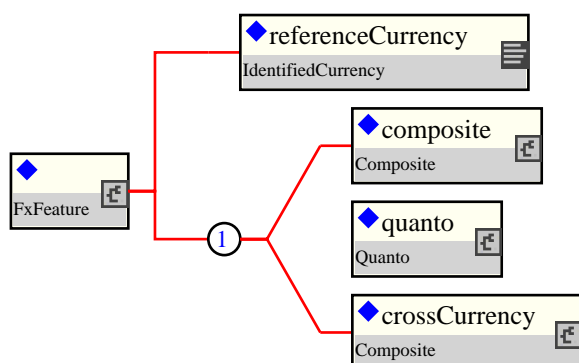 referenceCurrency
IdentifiedCurrency
composite
Composite
FxFeature
quanto
Quanto
1
crossCurrency
Composite